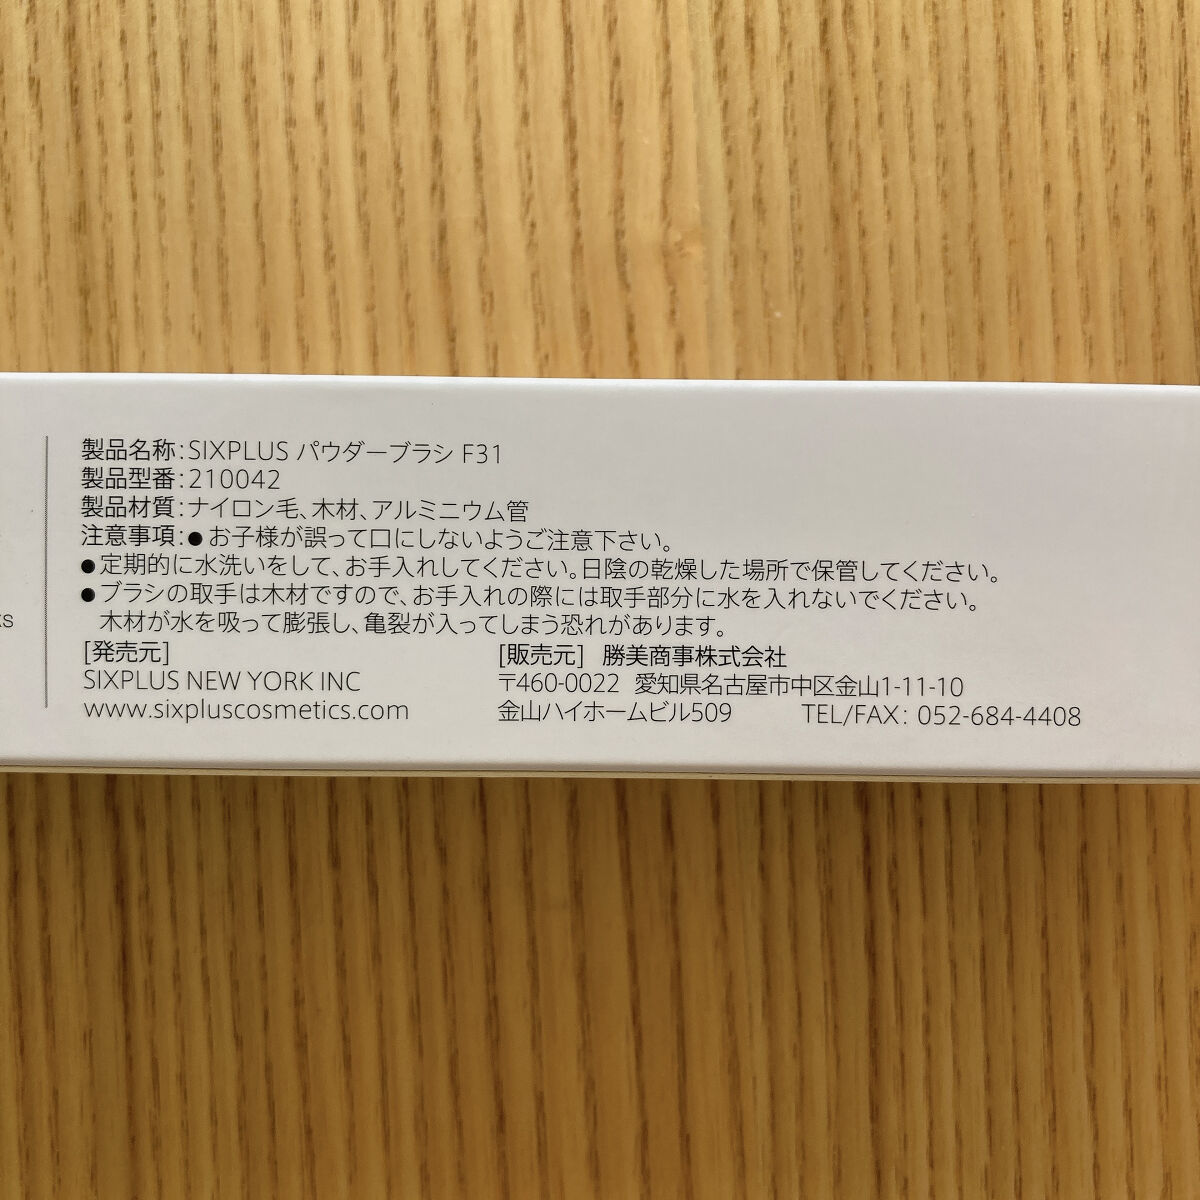 製品名称:SIXPLUS パウダーブラシ F31
製品型番:210042
製品材質:ナイロン毛、木材、アルミニウム管
注意事項:●お子様が誤って口にしないようご注意下さい。
●定期的に水洗いをして、お手入れしてください。日陰の乾燥した場所で保管してください。
●ブラシの取手は木材ですので、お手入れの際には取手部分に水を入れないでください。
木材が水を吸って膨張し、亀裂が入ってしまう恐れがあります。
[発売元]
SIXPLUS NEW YORK INC
www.sixpluscosmetics.com
[販売元] 勝美商事株式会社
〒460-0022 愛知県名古屋市中区金山1-11-10
金山ハイホームビル509 TEL/FAX: 052-684-4408